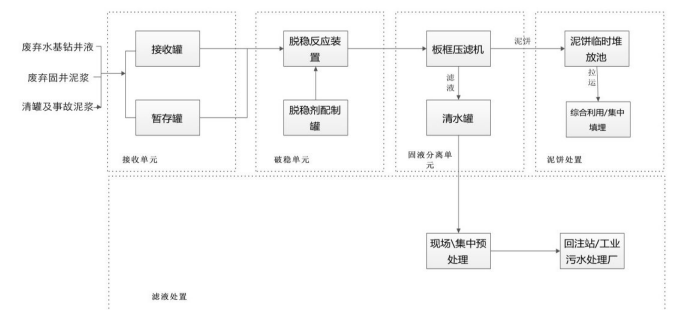 废弃水基钻井液
废弃固井泥浆
清罐及事故泥浆
接收罐
暂存罐
接收单元
脱稳反应装
置
脱稳剂配制
罐
破稳单元
板框压滤机
滤
液
清水罐
固液分离单
元
泥饼
泥饼临时堆
放池
拉
运
综合利用/集中
填埋
泥饼处置
现场\集中预
处理
回注站/工业
污水处理厂
滤液处置